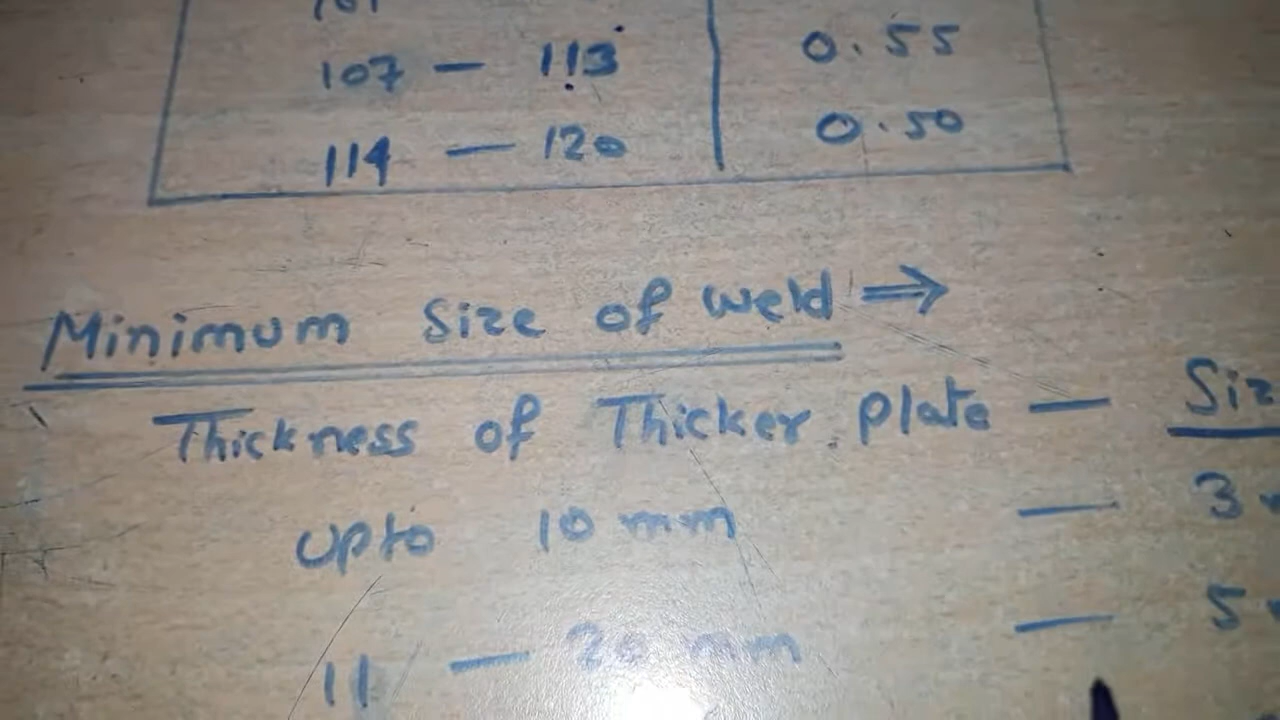 107 — 113 0.55
114 — 120 0.50
Minimum Size of weld →
Thickness of Thicker plate — Siz
upto 10 mm — 3
11 — 20 mm — 5